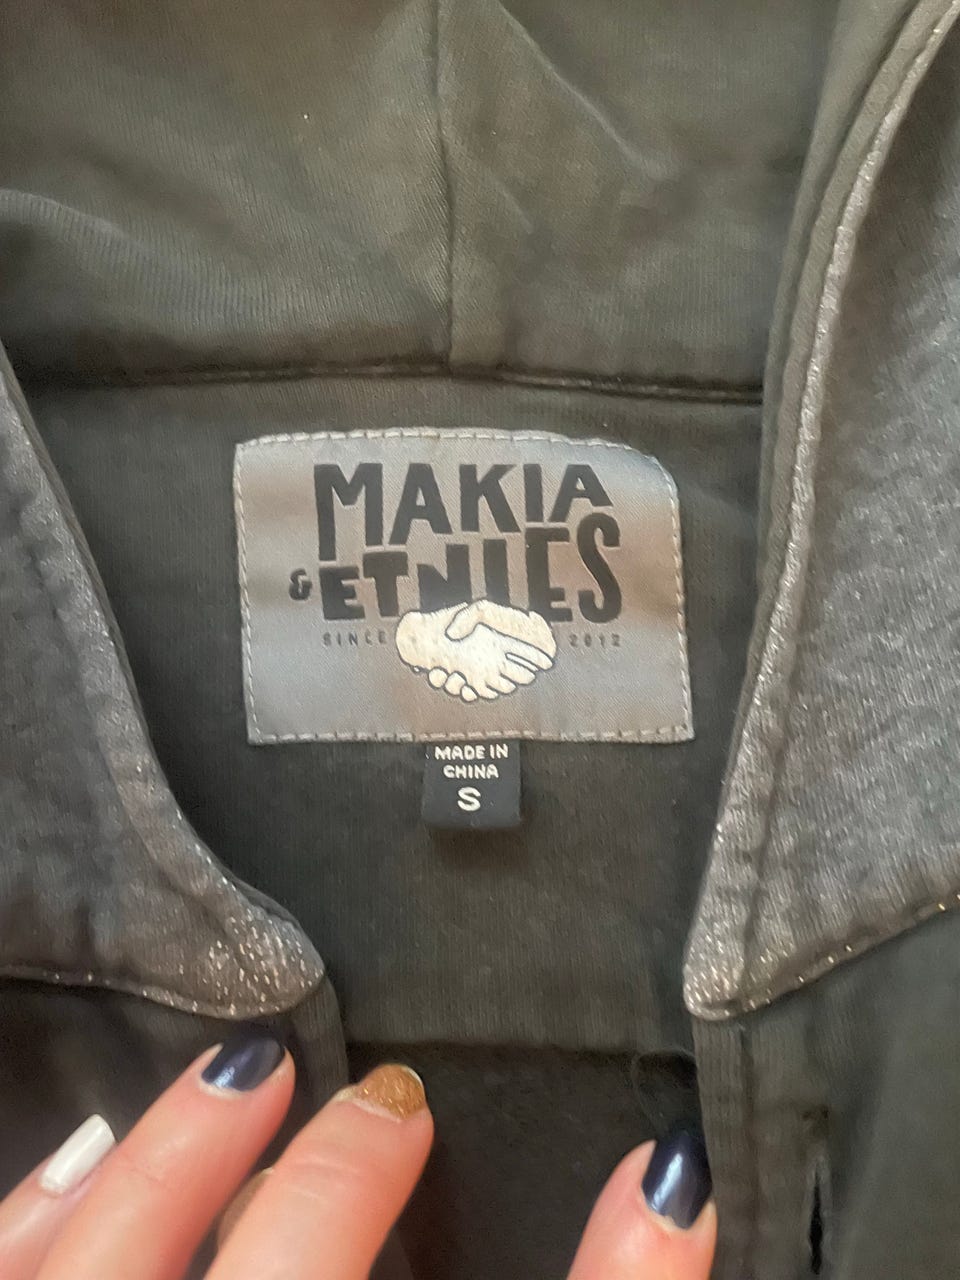 MAKIA
& ETNIES
SINCE 2012
MADE IN
CHINA
S